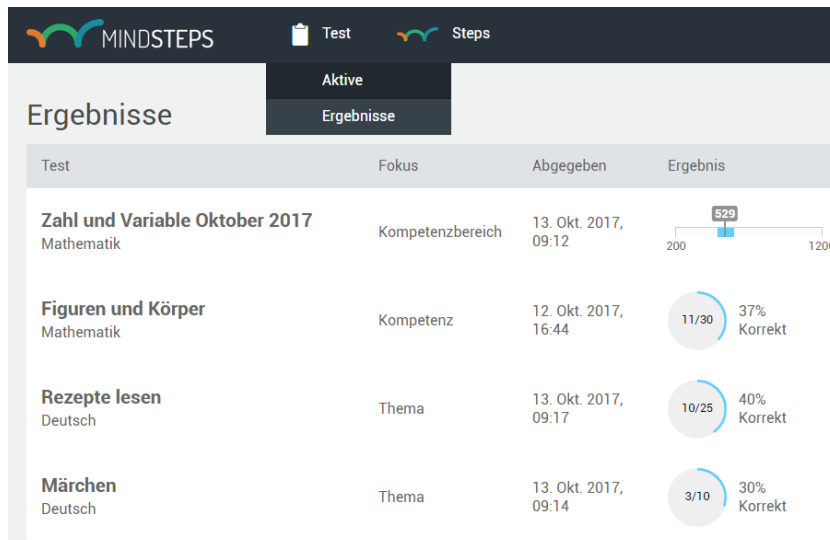 MINDSTEPS
Test
Steps
Aktive
Ergebnisse
Ergebnisse
Test Fokus Abgegeben Ergebnis
Zahl und Variable Oktober 2017
Mathematik
Kompetenzbereich
13. Okt. 2017,
09:12
529
200
1200
Figuren und Körper
Mathematik
Kompetenz
12. Okt. 2017,
16:44
11/30
37%
Korrekt
Rezepte lesen
Deutsch
Thema
13. Okt. 2017,
09:17
10/25
40%
Korrekt
Märchen
Deutsch
Thema
13. Okt. 2017,
09:14
3/10
30%
Korrekt